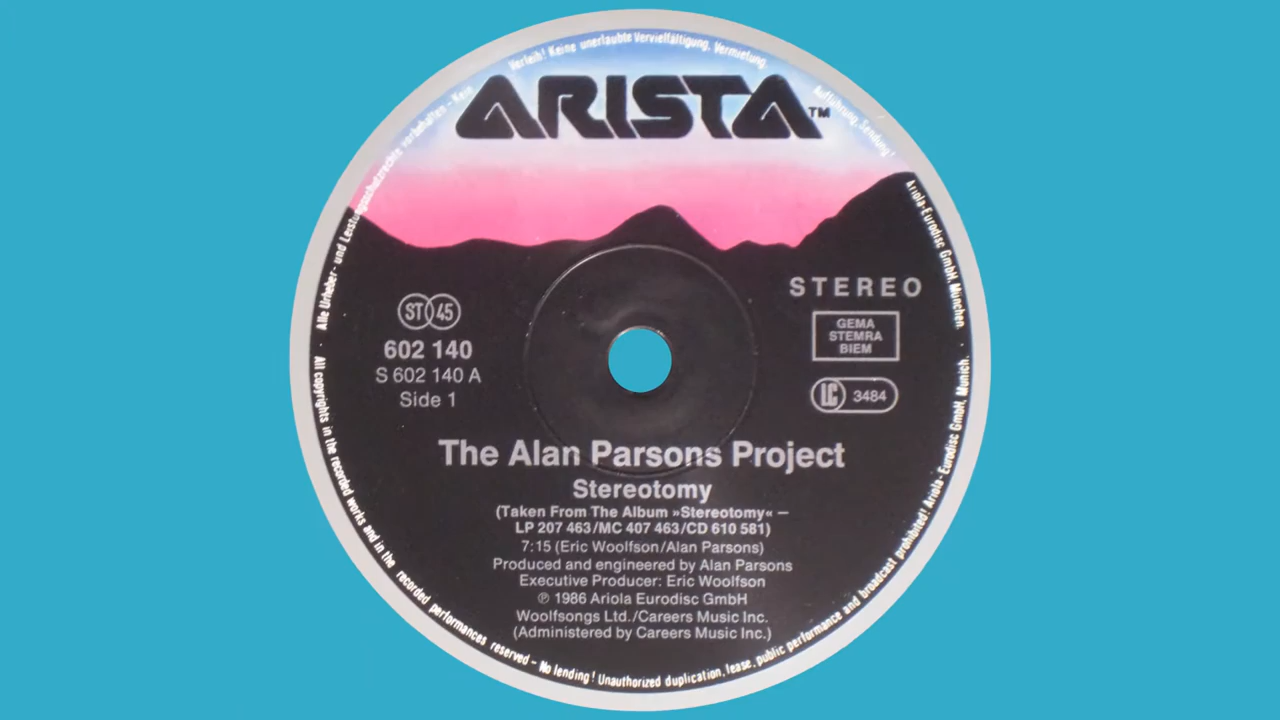 Alle Urheber- und Leistungsschutzrechte vorbehalten - Kein Verleih! Keine unerlaubte Vervielfältigung, Vermietung, Aufführung, Sendung!
ARISTA™
Ariola-Eurodisc GmbH, München.
STEREO
ST 45
GEMA
STEMRA
BIEM
602 140
S 602 140 A
Side 1
LC 3484
The Alan Parsons Project
Stereotomy
(Taken From The Album »Stereotomy« –
LP 207 463/MC 407 463/CD 610 581)
7:15 (Eric Woolfson/Alan Parsons)
Produced and engineered by Alan Parsons
Executive Producer: Eric Woolfson
℗ 1986 Ariola Eurodisc GmbH
Woolfsongs Ltd./Careers Music Inc.
(Administered by Careers Music Inc.)
· All copyrights in the recorded works and in the recorded performances reserved - No lending! Unauthorized duplication, lease, public performance and broadcast prohibited! Ariola-Eurodisc GmbH, Munich. ·